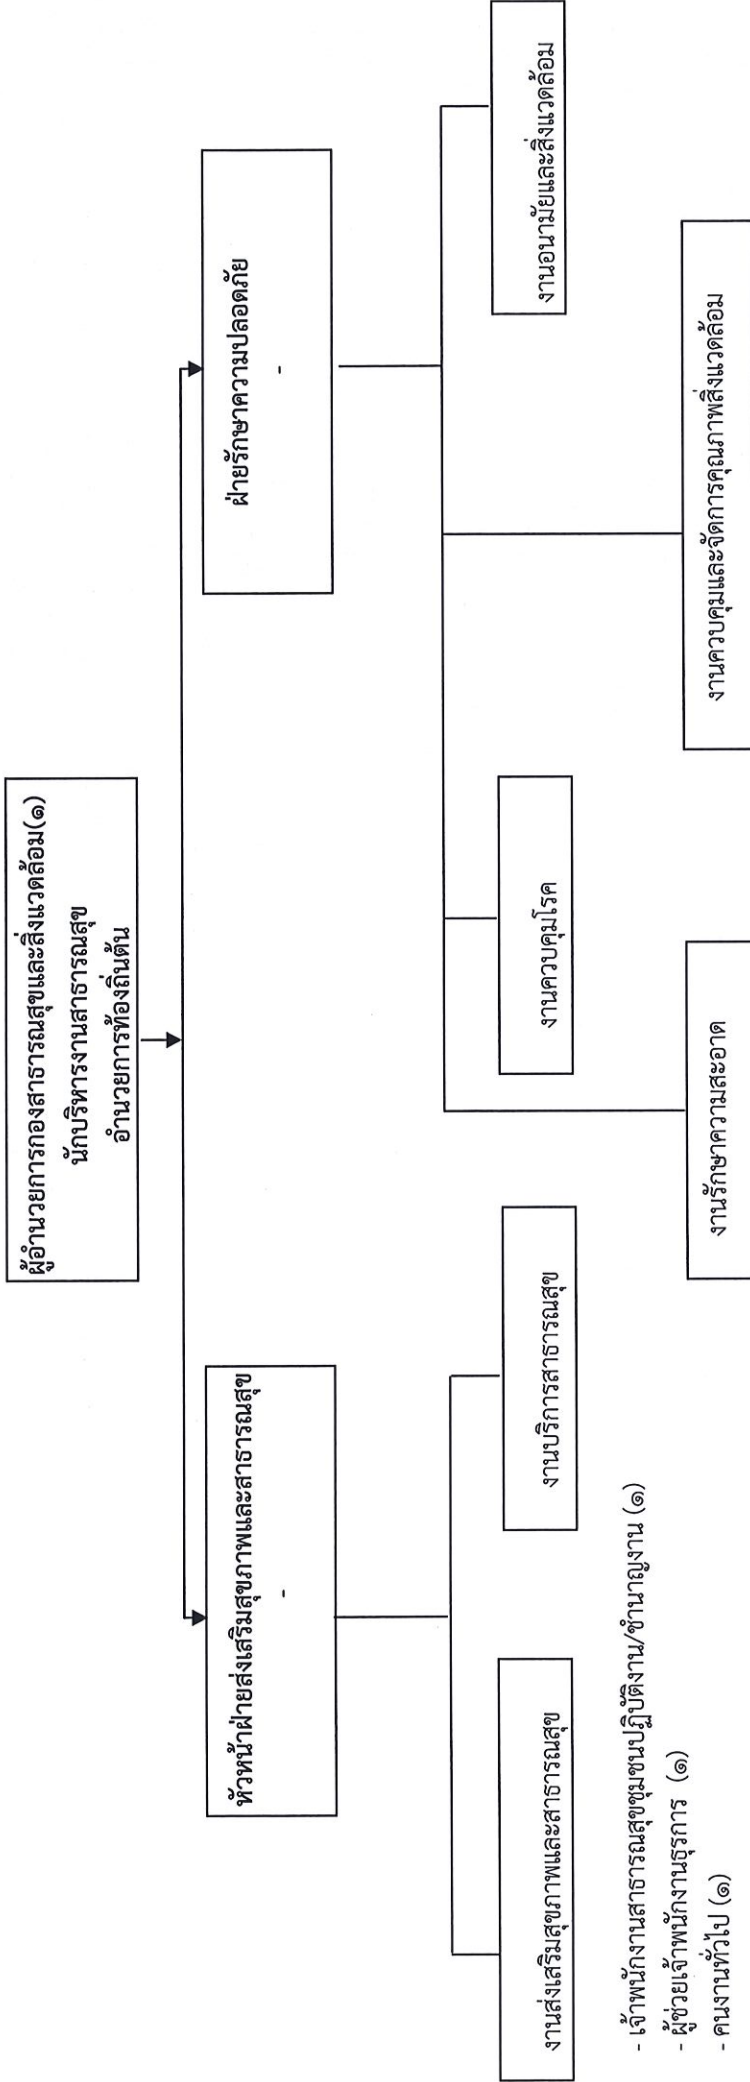 ผู้อำนวยการกองสาธารณสุขและสิ่งแวดล้อม(๑)
นักบริหารงานสาธารณสุข
อำนวยการท้องถิ่นต้น
หัวหน้าฝ่ายส่งเสริมสุขภาพและสาธารณสุข
-
ฝ่ายรักษาความปลอดภัย
-
งานส่งเสริมสุขภาพและสาธารณสุข
งานบริการสาธารณสุข
งานควบคุมโรค
งานอนามัยและสิ่งแวดล้อม
งานรักษาความสะอาด
งานควบคุมและจัดการคุณภาพสิ่งแวดล้อม
- เจ้าพนักงานสาธารณสุขชุมชนปฏิบัติงาน/ชำนาญงาน (๑)
- ผู้ช่วยเจ้าพนักงานธุรการ (๑)
- คนงานทั่วไป (๑)